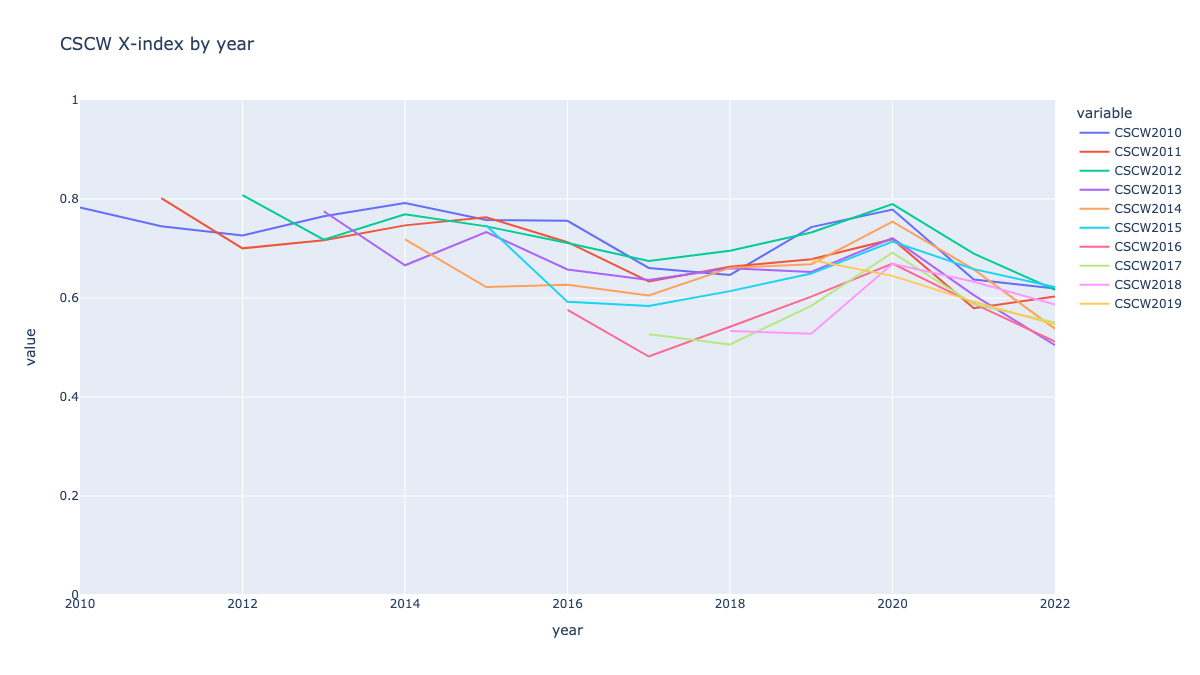 CSCW X-index by year
value
1
0.8
0.6
0.4
0.2
0
2010 2012 2014 2016 2018 2020 2022
year
variable
CSCW2010
CSCW2011
CSCW2012
CSCW2013
CSCW2014
CSCW2015
CSCW2016
CSCW2017
CSCW2018
CSCW2019